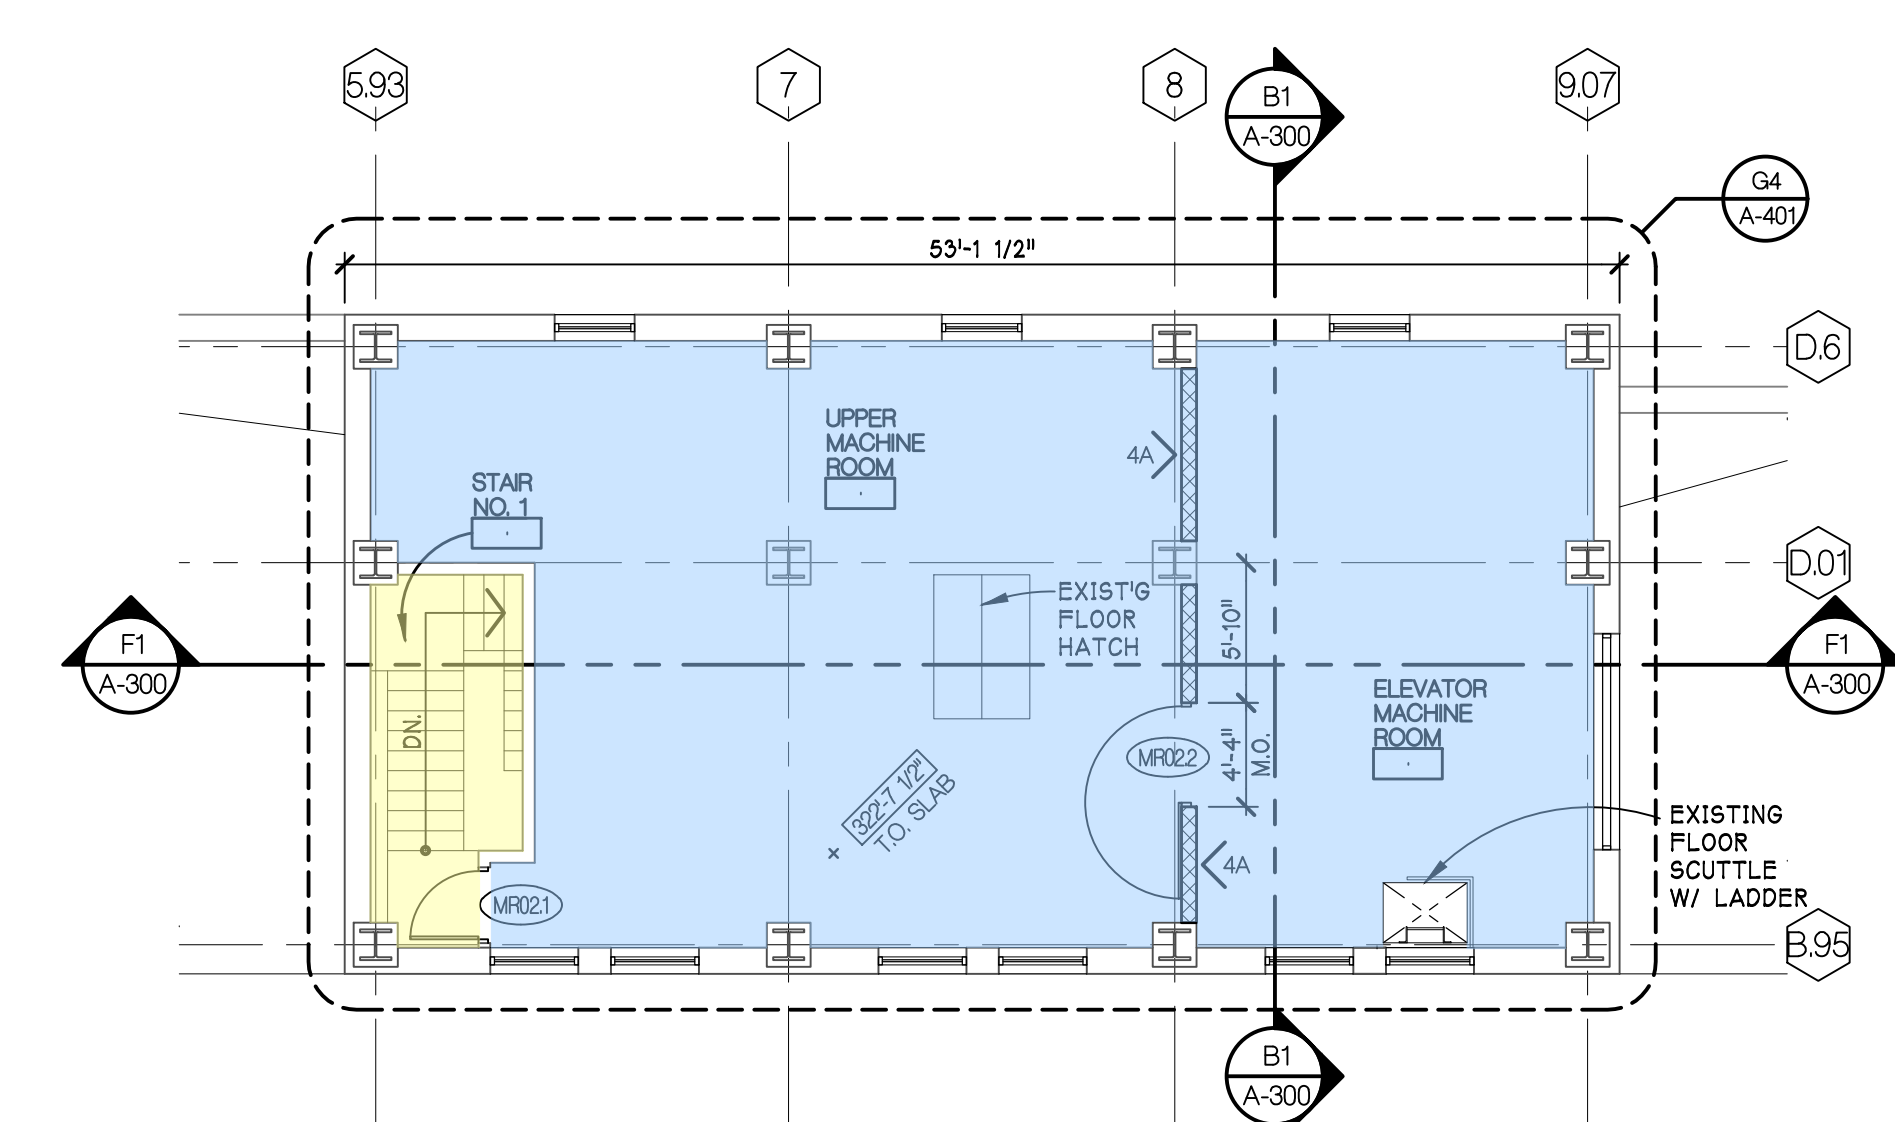 5.93
7
8
9.07
B1
A-300
G4
A-401
53'-1 1/2"
D.6
UPPER
MACHINE
ROOM
4A
STAIR
NO. 1
D.01
EXIST'G
FLOOR
HATCH
5'-10"
F1
A-300
F1
A-300
ELEVATOR
MACHINE
ROOM
DN.
MR02.2
4'-4"
M.O.
322'-7 1/2"
T.O. SLAB
EXISTING
FLOOR
SCUTTLE
W/ LADDER
4A
MR02.1
B.95
B1
A-300